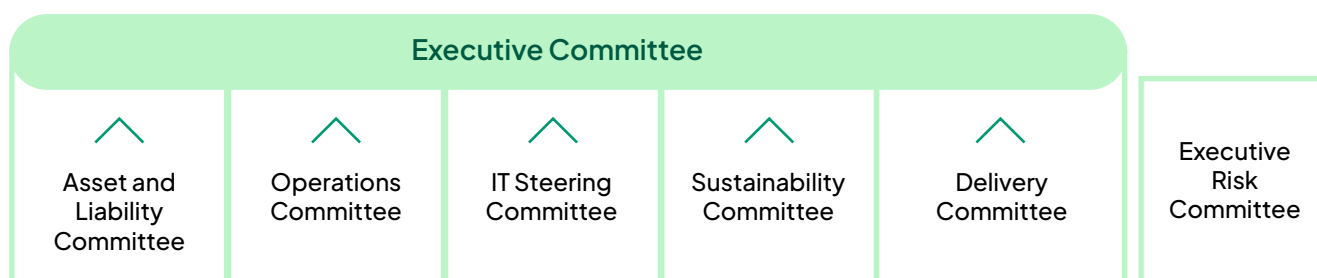 Executive Committee
Asset and
Liability
Committee
Operations
Committee
IT Steering
Committee
Sustainability
Committee
Delivery
Committee
Executive
Risk
Committee